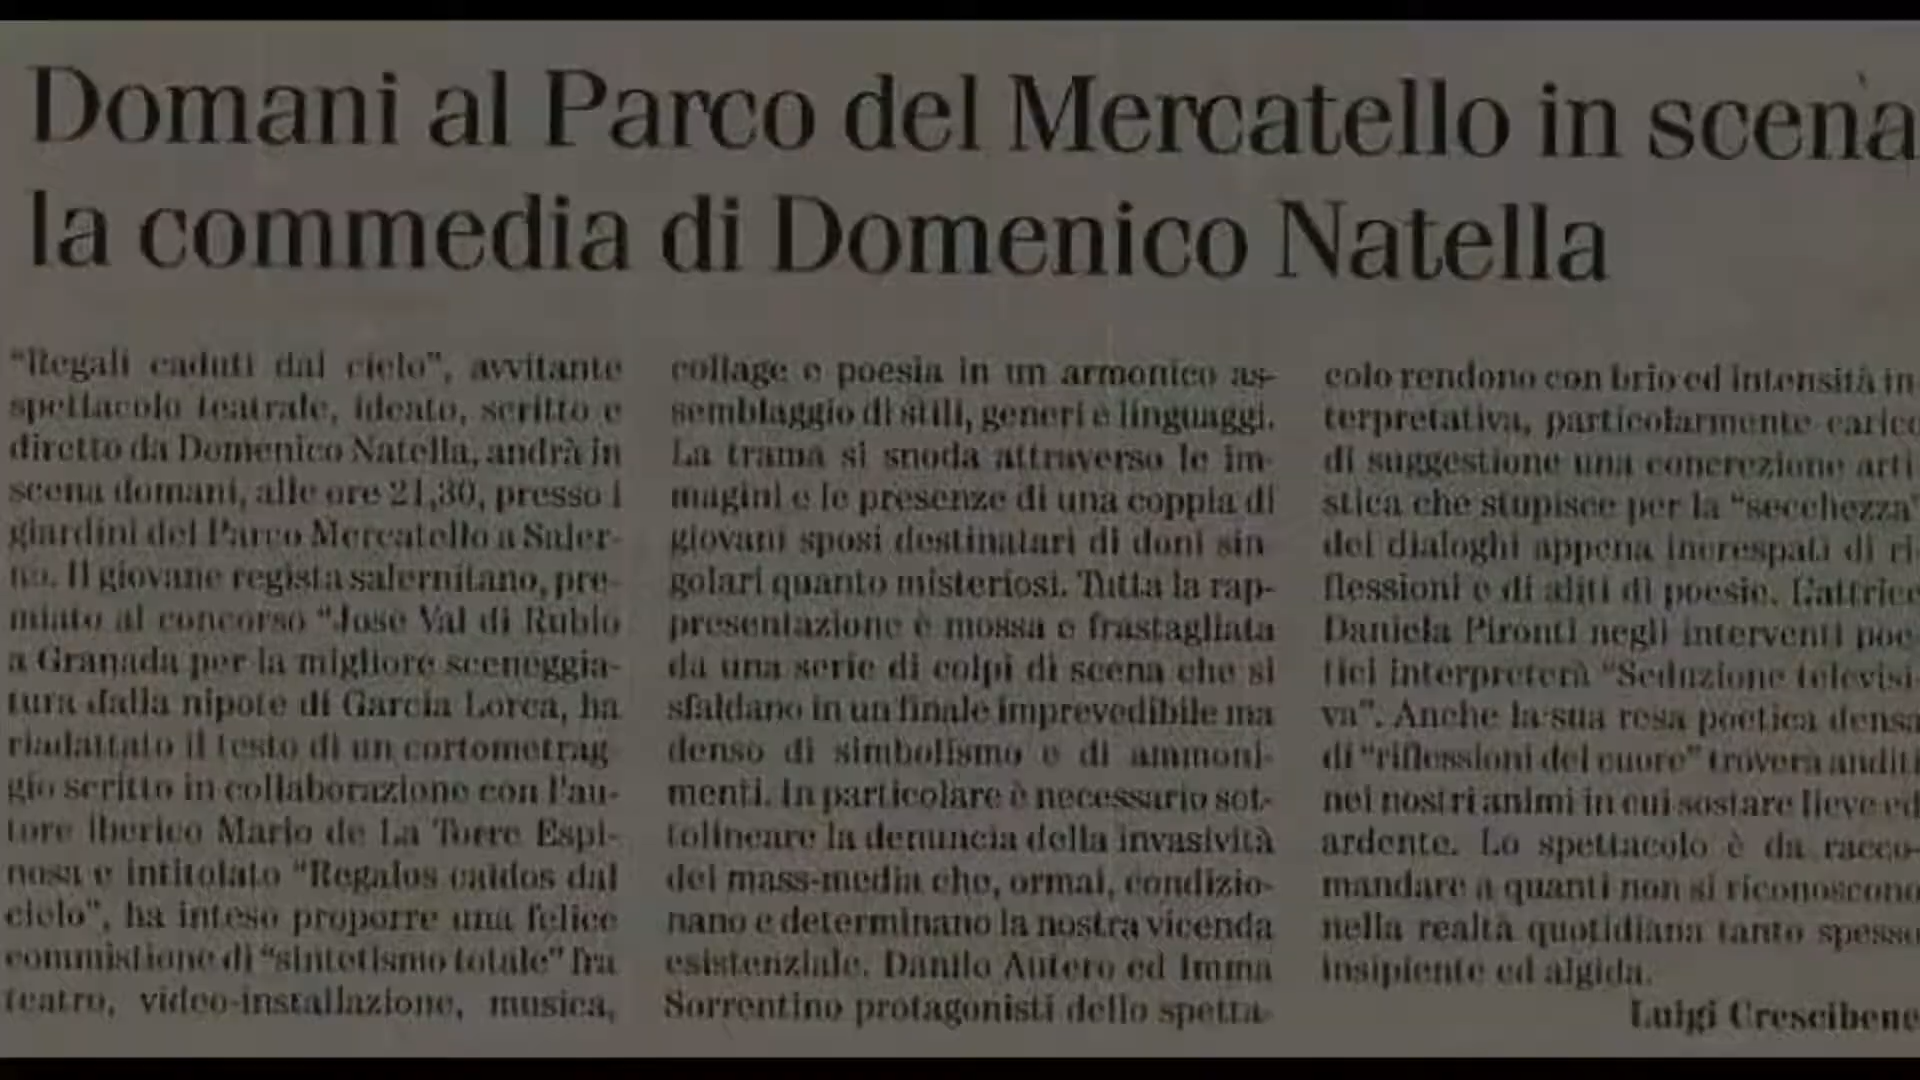 Domani al Parco del Mercatello in scena
la commedia di Domenico Natella
“Regali caduti dal cielo”, avvitante
spettacolo teatrale, ideato, scritto e
diretto da Domenico Natella, andrà in
scena domani, alle ore 21,30, presso i
giardini del Parco Mercatello a Saler-
no. Il giovane regista salernitano, pre-
miato al concorso “Josè Val di Rubio
a Granada per la migliore sceneggia-
tura dalla nipote di Garcia Lorca, ha
riadattato il testo di un cortometrag
gio scritto in collaborazione con l'au-
tore iberico Mario de La Torre Espi-
nosa e intitolato “Regalos caidos dal
cielo”, ha inteso proporre una felice
commistione di “sintetismo totale” fra
teatro, video-installazione, musica,
collage e poesia in un armonico as-
semblaggio di stili, generi e linguaggi.
La trama si snoda attraverso le im-
magini e le presenze di una coppia di
giovani sposi destinatari di doni sin-
golari quanto misteriosi. Tutta la rap-
presentazione è mossa e frastagliata
da una serie di colpi di scena che si
sfaldano in un finale imprevedibile ma
denso di simbolismo e di ammoni-
menti. In particolare è necessario sot-
tolineare la denuncia della invasività
dei mass-media che, ormai, condizio-
nano e determinano la nostra vicenda
esistenziale. Danilo Autero ed Imma
Sorrentino protagonisti dello spetta-
colo rendono con brio ed intensità in-
terpretativa, particolarmente carico
di suggestione una concrezione arti
stica che stupisce per la “secchezza”
dei dialoghi appena increspati di ri-
flessioni e di aliti di poesie. L'attrice
Daniela Pironti negli interventi poe-
tici interpreterà “Seduzione televisi-
va”. Anche la sua resa poetica densa
di “riflessioni del cuore” troverà anditi
nei nostri animi in cui sostare lieve ed
ardente. Lo spettacolo è da racco-
mandare a quanti non si riconoscono
nella realtà quotidiana tanto spesso
insipiente ed algida.
Luigi Crescibene